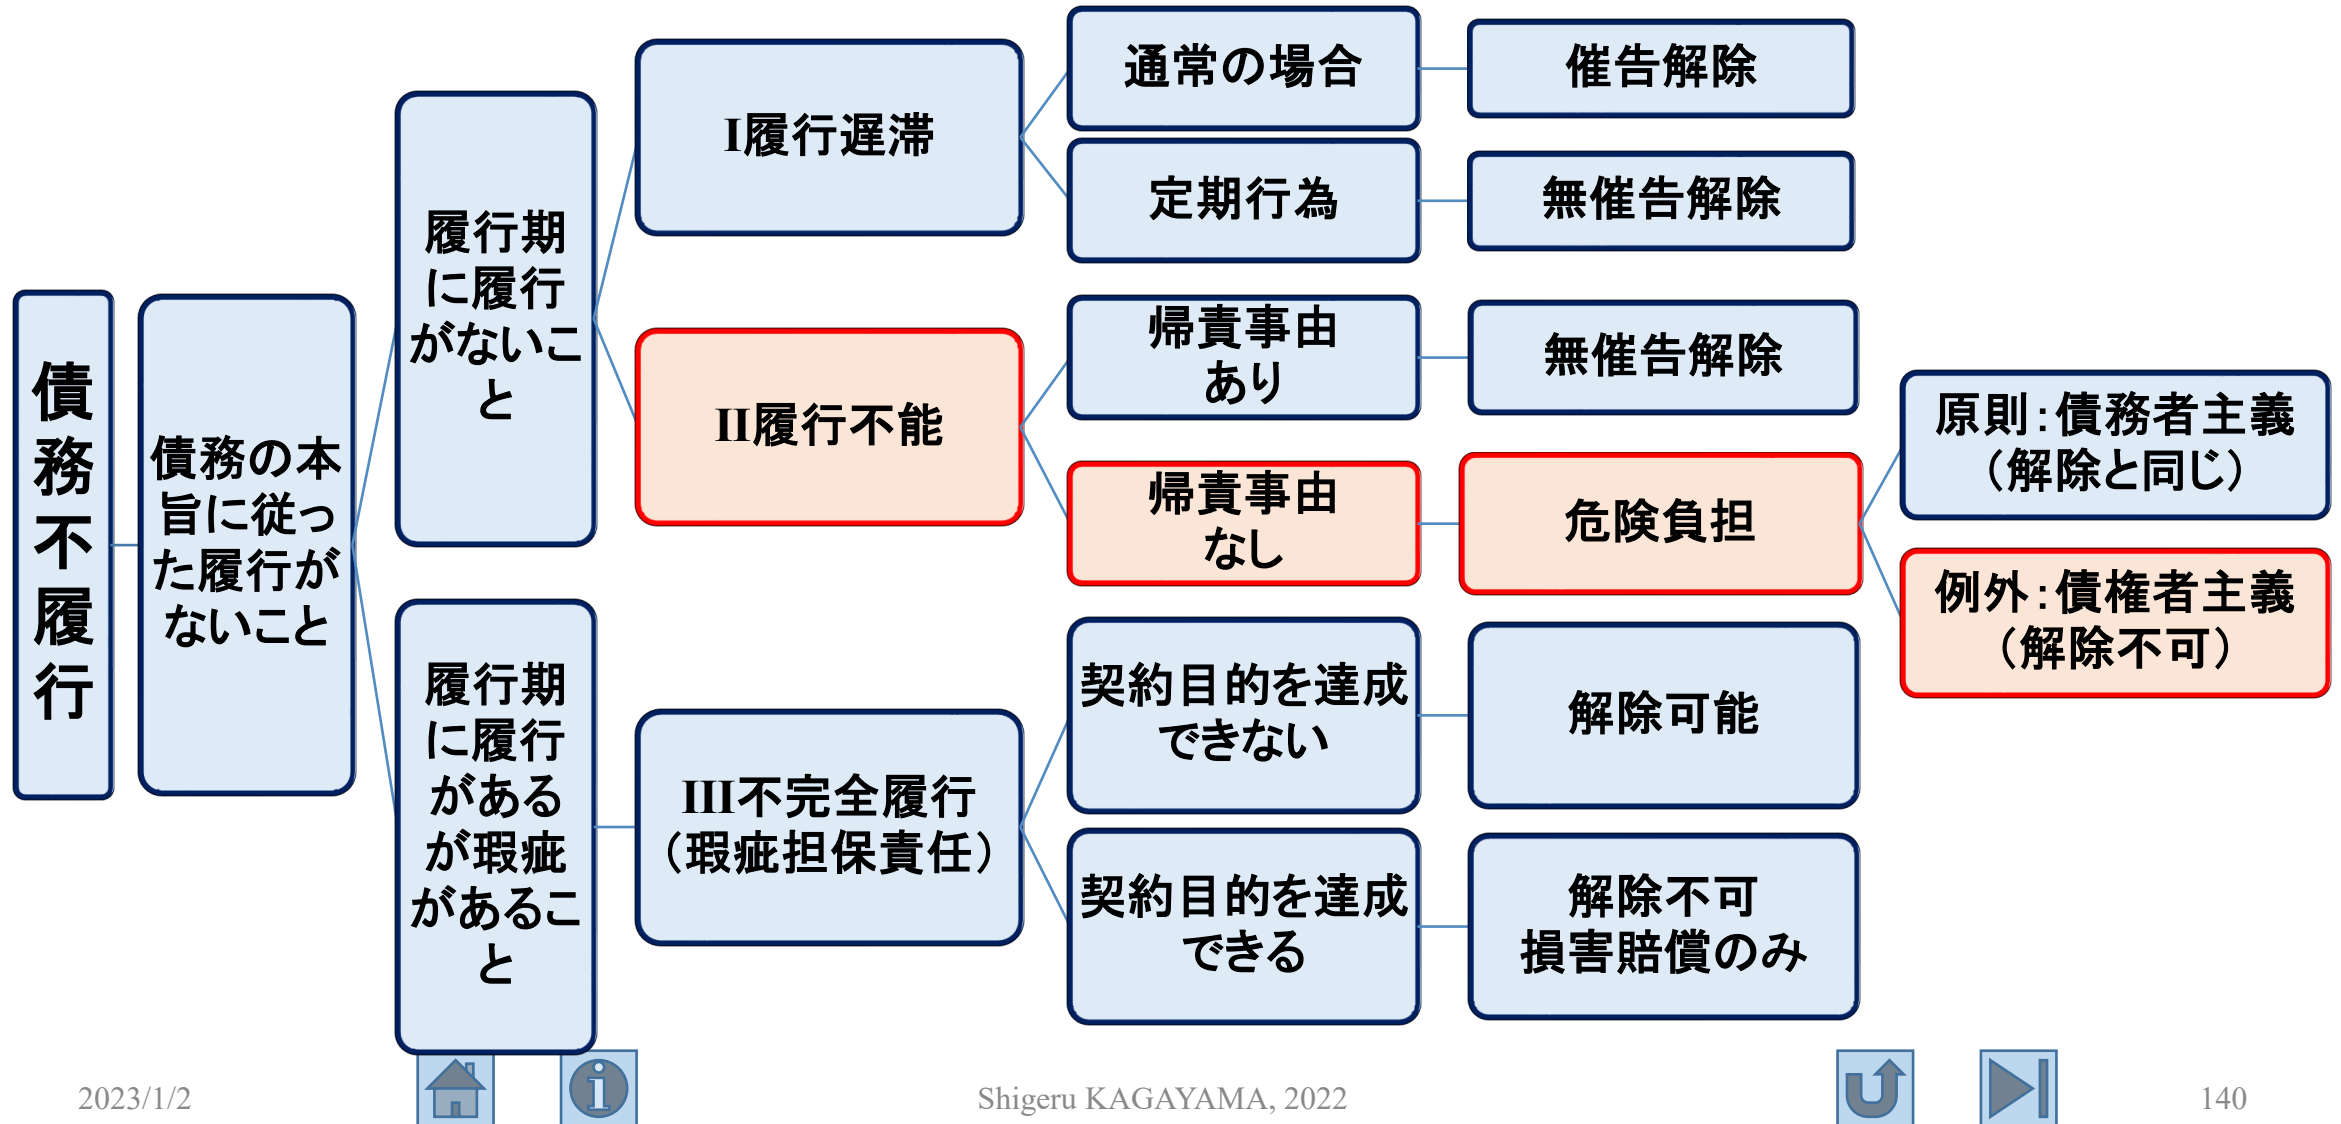 債
務
不
履
行
債務の本
旨に従っ
た履行が
ないこと
履行期
に履行
がないこ
と
履行期
に履行
がある
が瑕疵
があるこ
と
I履行遅滞
II履行不能
III不完全履行
（瑕疵担保責任）
通常の場合
定期行為
帰責事由
あり
帰責事由
なし
契約目的を達成
できない
契約目的を達成
できる
催告解除
無催告解除
無催告解除
危険負担
解除可能
解除不可
損害賠償のみ
原則：債務者主義
（解除と同じ）
例外：債権者主義
（解除不可）
2023/1/2
Shigeru KAGAYAMA, 2022
140